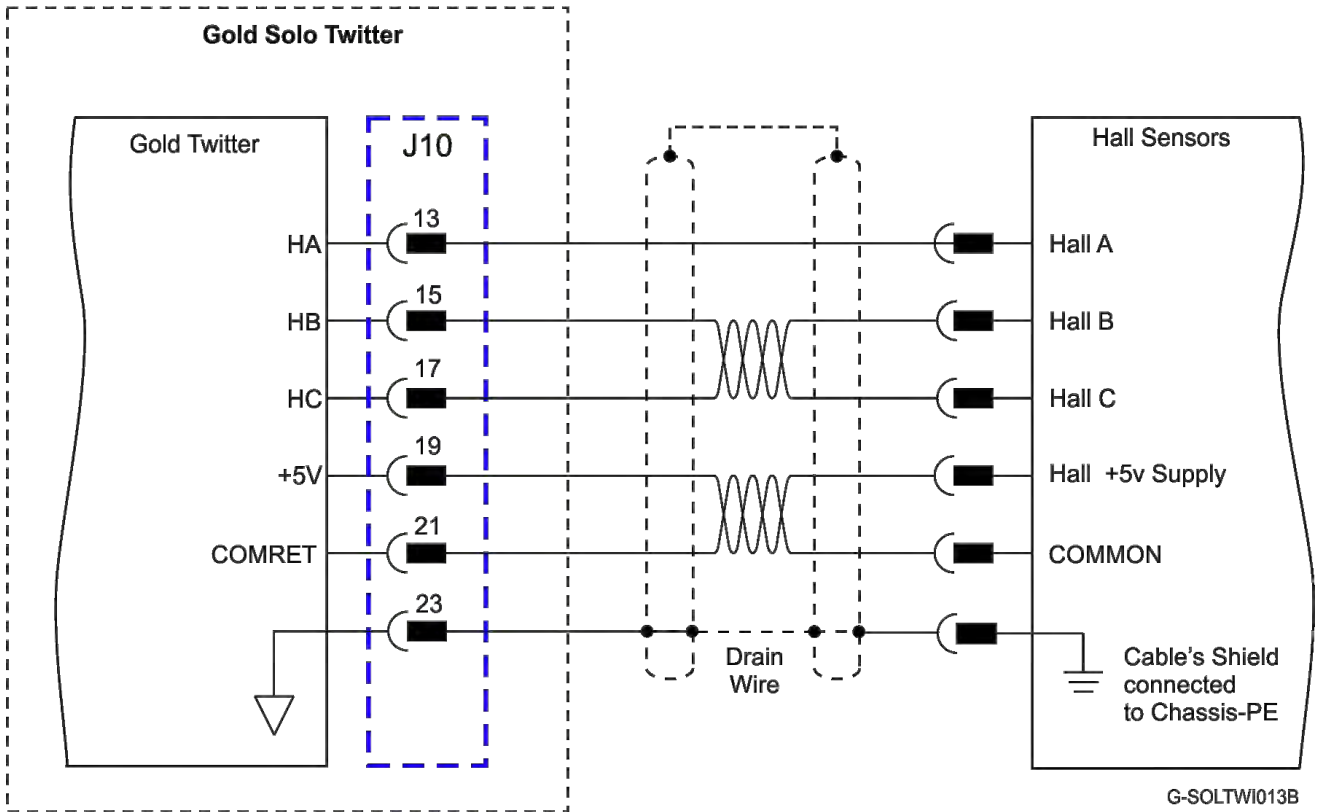 Gold Solo Twitter
Gold Twitter
J10
Hall Sensors
HA
13
Hall A
HB
15
Hall B
HC
17
Hall C
+5V
19
Hall +5v Supply
COMRET
21
COMMON
23
Drain
Wire
Cable's Shield
connected
to Chassis-PE
G-SOLTWI013B